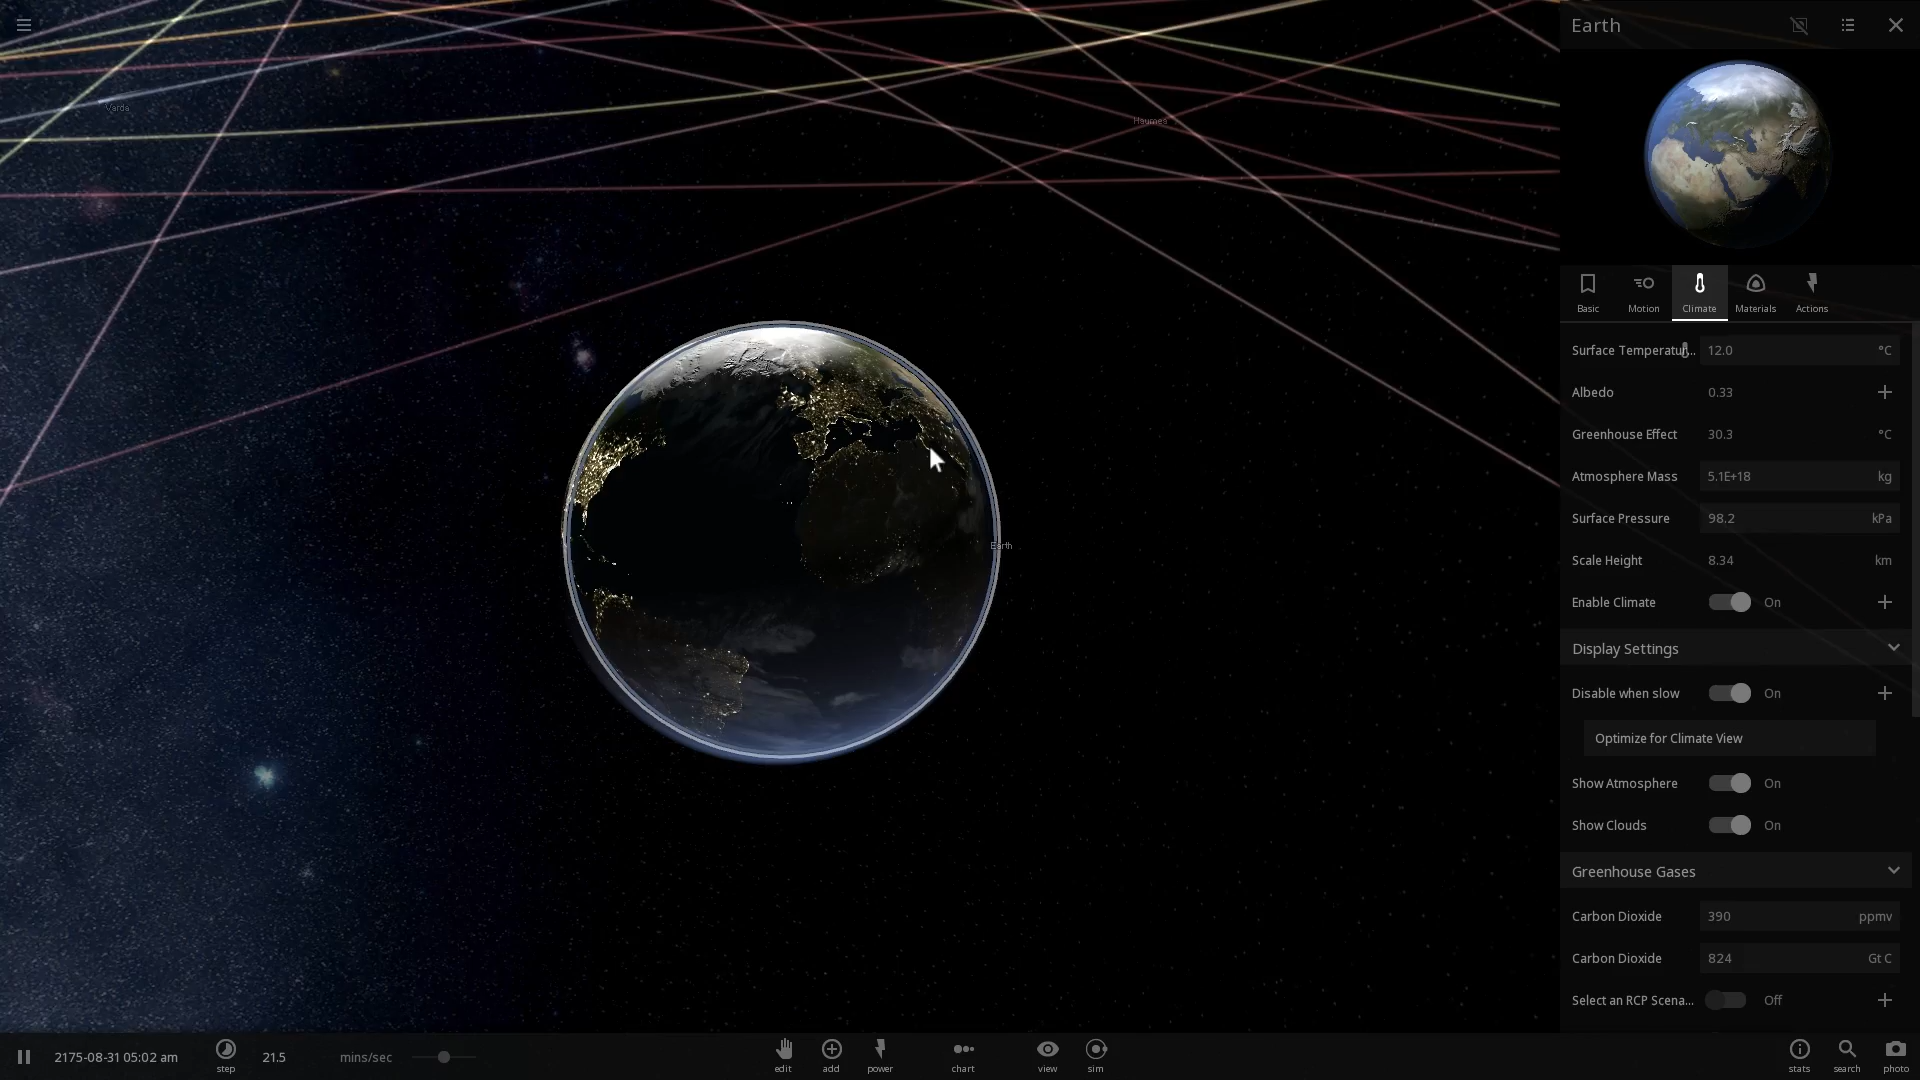 Earth
Varda
Haumea
Earth
Basic
Motion
Climate
Materials
Actions
Surface Temperatur... 12.0 °C
Albedo 0.33
Greenhouse Effect 30.3 °C
Atmosphere Mass 5.1E+18 kg
Surface Pressure 98.2 kPa
Scale Height 8.34 km
Enable Climate On
Display Settings
Disable when slow On
Optimize for Climate View
Show Atmosphere On
Show Clouds On
Greenhouse Gases
Carbon Dioxide 390 ppmv
Carbon Dioxide 824 Gt C
Select an RCP Scena... Off
2175-08-31 05:02 am
step
21.5 mins/sec
edit
add
power
chart
view
sim
stats
search
photo